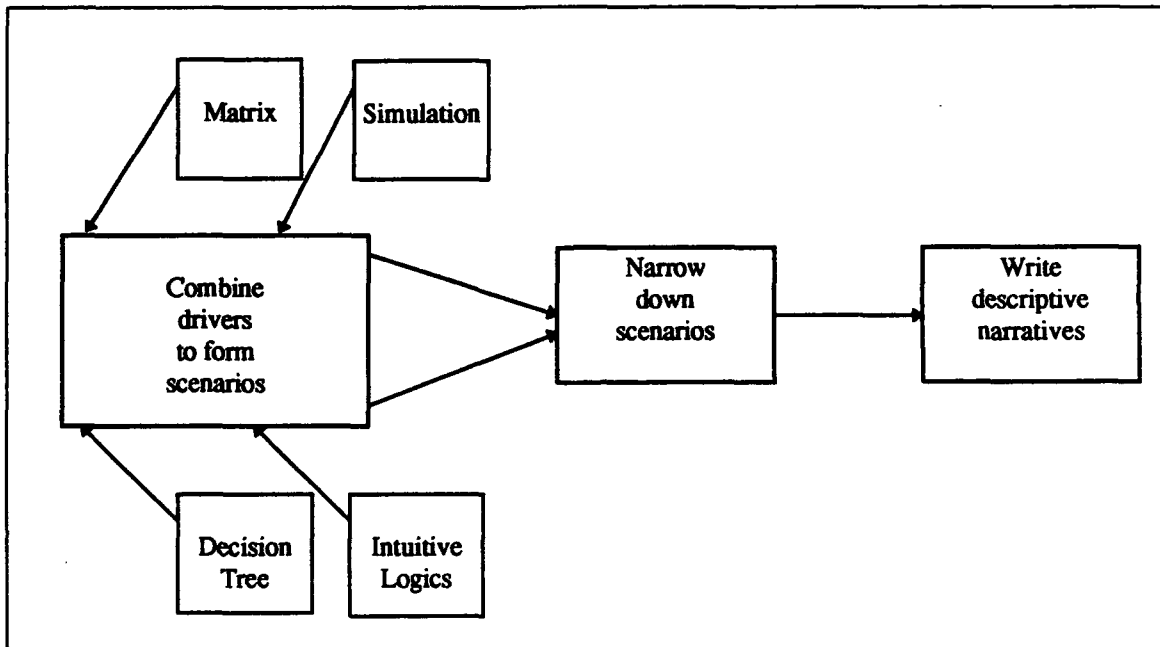 Matrix
Simulation
Combine
drivers
to form
scenarios
Narrow
down
scenarios
Write
descriptive
narratives
Decision
Tree
Intuitive
Logics